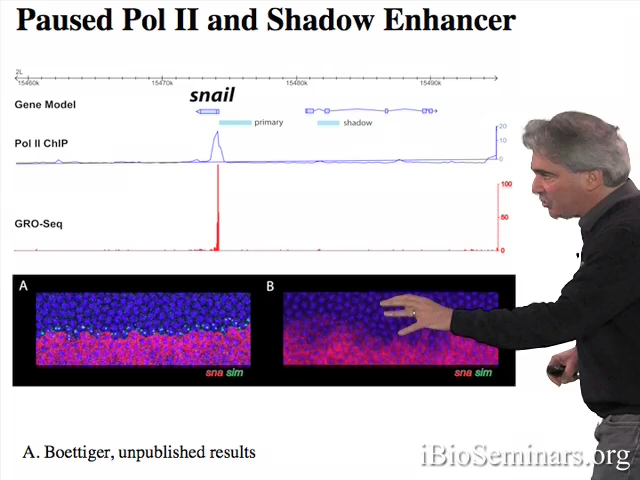 Paused Pol II and Shadow Enhancer
2L
15460k 15470k 15480k 15490k
snail
Gene Model
primary shadow
Pol II ChIP
20
10
0
GRO-Seq
100
50
0
A B
sna sim sna sim
A. Boettiger, unpublished results
iBioSeminars.org